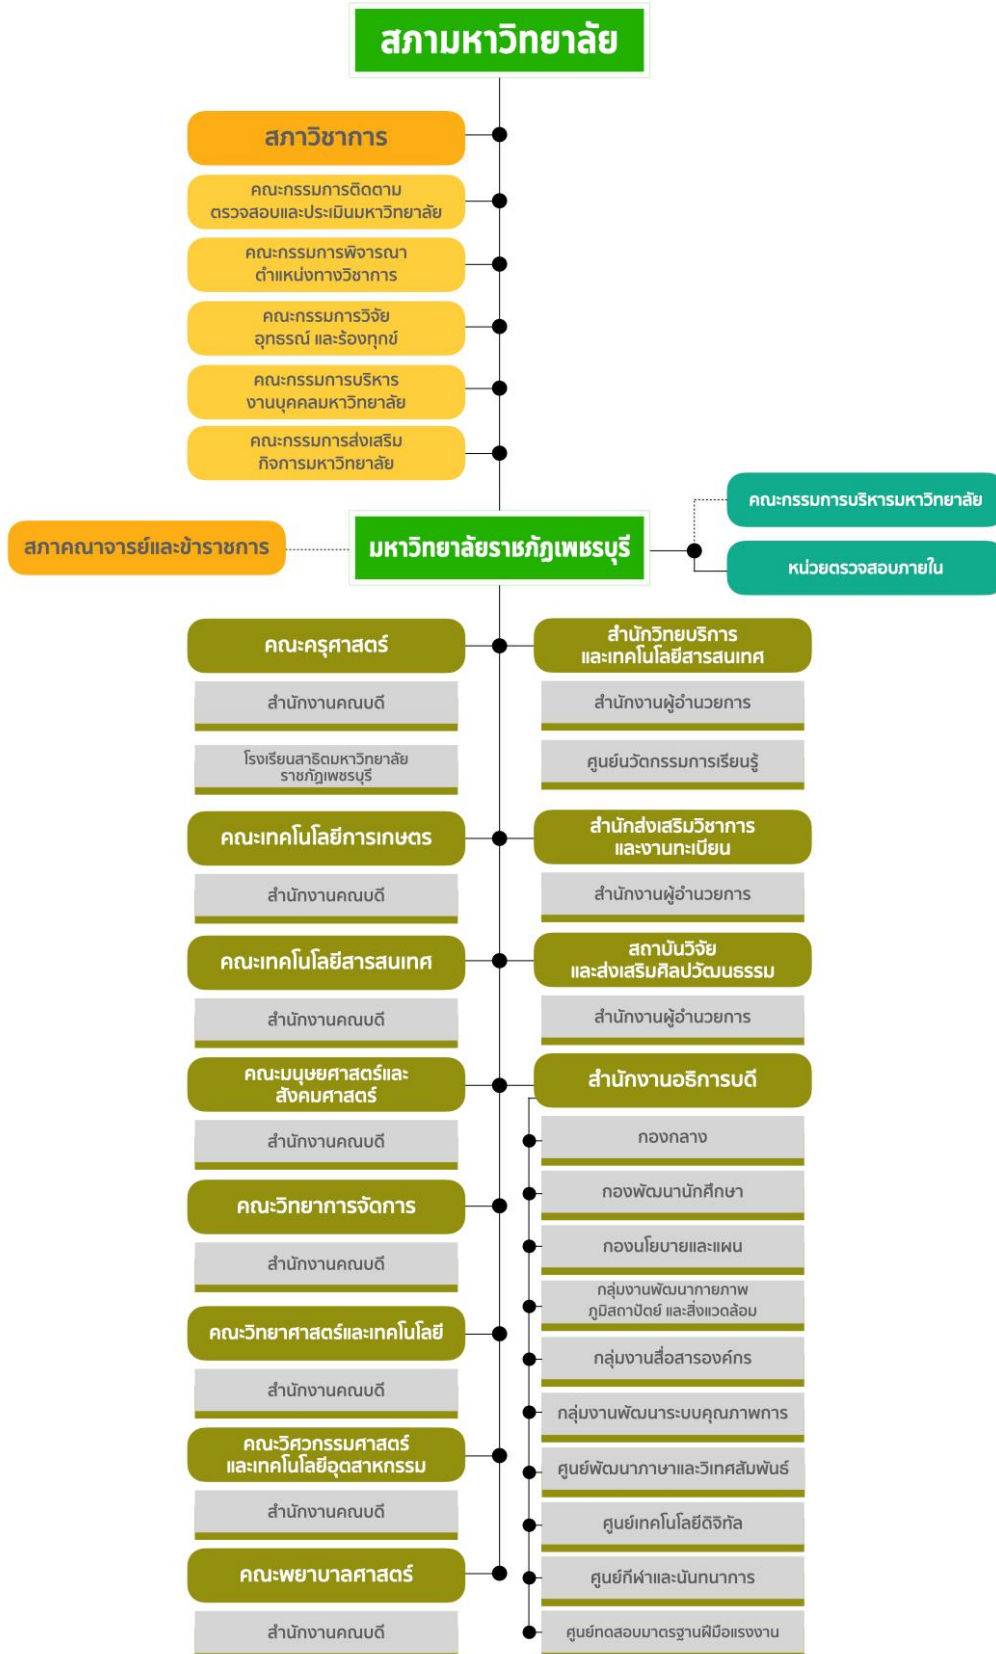 สภามหาวิทยาลัย
สภาวิชาการ
คณะกรรมการติดตาม
ตรวจสอบและประเมินมหาวิทยาลัย
คณะกรรมการพิจารณา
ตำแหน่งทางวิชาการ
คณะกรรมการวิจัย
อุทธรณ์ และร้องทุกข์
คณะกรรมการบริหาร
งานบุคคลมหาวิทยาลัย
คณะกรรมการส่งเสริม
กิจการมหาวิทยาลัย
คณะกรรมการบริหารมหาวิทยาลัย
สภาคณาจารย์และข้าราชการ
มหาวิทยาลัยราชภัฏเพชรบุรี
หน่วยตรวจสอบภายใน
คณะครุศาสตร์
สำนักงานคณบดี
โรงเรียนสาธิตมหาวิทยาลัย
ราชภัฏเพชรบุรี
คณะเทคโนโลยีการเกษตร
สำนักงานคณบดี
คณะเทคโนโลยีสารสนเทศ
สำนักงานคณบดี
คณะมนุษยศาสตร์และ
สังคมศาสตร์
สำนักงานคณบดี
คณะวิทยาการจัดการ
สำนักงานคณบดี
คณะวิทยาศาสตร์และเทคโนโลยี
สำนักงานคณบดี
คณะวิศวกรรมศาสตร์
และเทคโนโลยีอุตสาหกรรม
สำนักงานคณบดี
คณะพยาบาลศาสตร์
สำนักงานคณบดี
สำนักวิทยบริการ
และเทคโนโลยีสารสนเทศ
สำนักงานผู้อำนวยการ
ศูนย์นวัตกรรมการเรียนรู้
สำนักส่งเสริมวิชาการ
และงานทะเบียน
สำนักงานผู้อำนวยการ
สถาบันวิจัย
และส่งเสริมศิลปวัฒนธรรม
สำนักงานผู้อำนวยการ
สำนักงานอธิการบดี
กองกลาง
กองพัฒนานักศึกษา
กองนโยบายและแผน
กลุ่มงานพัฒนากายภาพ
ภูมิสถาปัตย์ และสิ่งแวดล้อม
กลุ่มงานสื่อสารองค์กร
กลุ่มงานพัฒนาระบบคุณภาพการ
ศูนย์พัฒนาภาษาและวิเทศสัมพันธ์
ศูนย์เทคโนโลยีดิจิทัล
ศูนย์กีฬาและนันทนาการ
ศูนย์ทดสอบมาตรฐานฝีมือแรงงาน